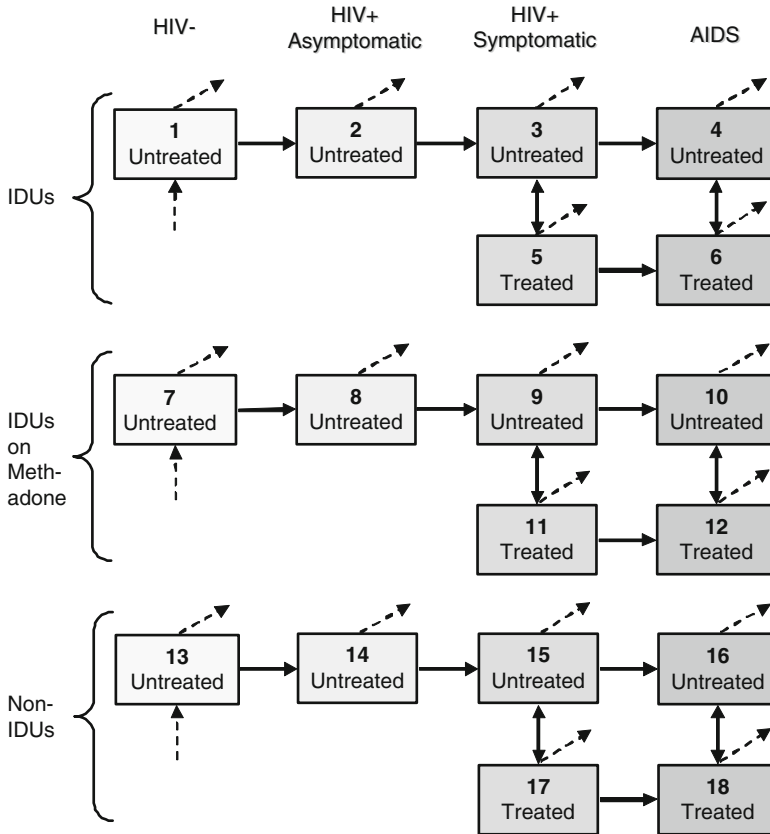 HIV-
HIV+
Asymptomatic
HIV+
Symptomatic
AIDS
IDUs
1
Untreated
2
Untreated
3
Untreated
4
Untreated
5
Treated
6
Treated
IDUs
on
Meth-
adone
7
Untreated
8
Untreated
9
Untreated
10
Untreated
11
Treated
12
Treated
Non-
IDUs
13
Untreated
14
Untreated
15
Untreated
16
Untreated
17
Treated
18
Treated